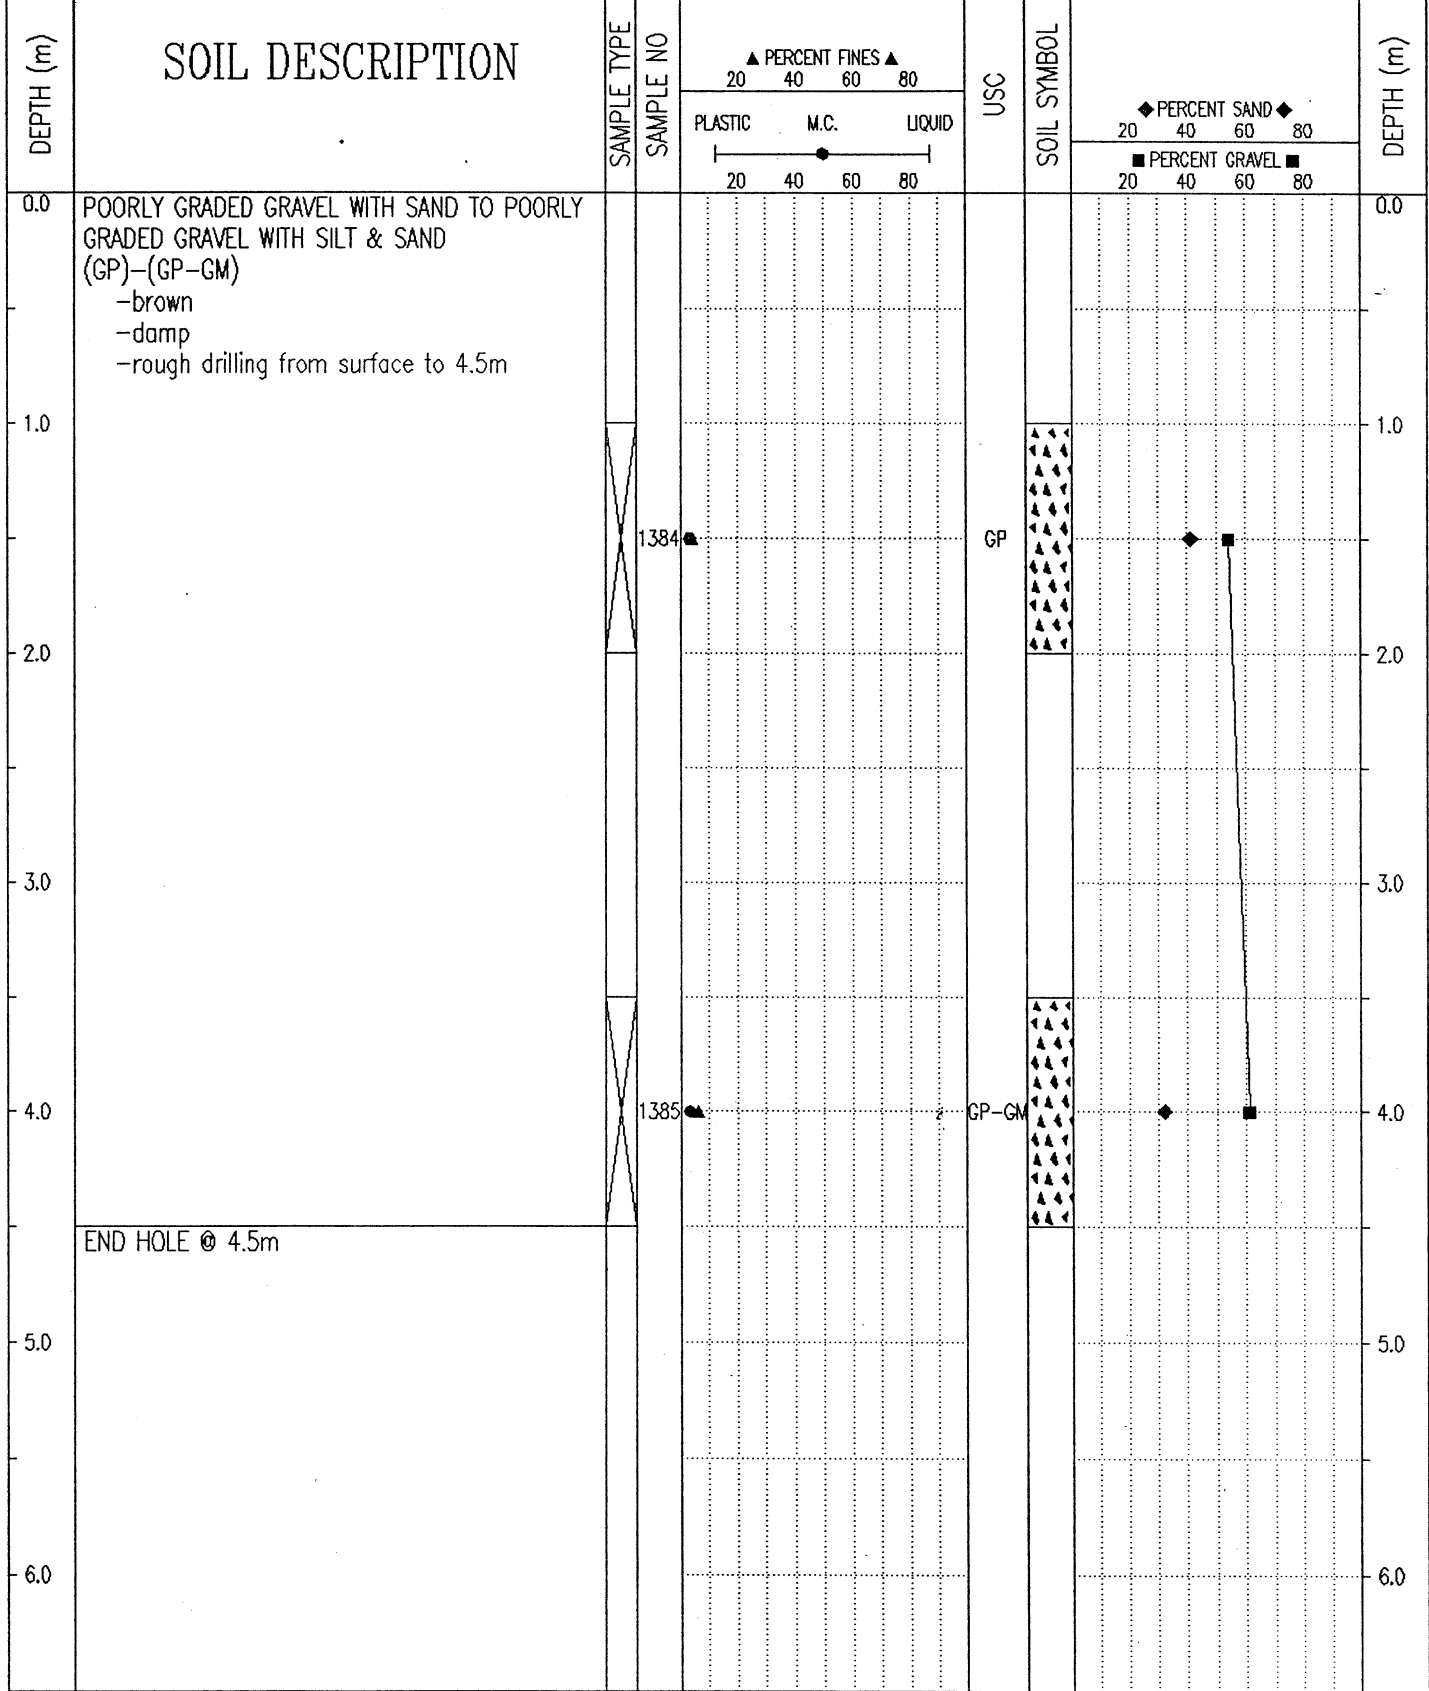 DEPTH (m)
SOIL DESCRIPTION
SAMPLE TYPE
SAMPLE NO
▲ PERCENT FINES ▲
20 40 60 80
PLASTIC M.C. LIQUID
20 40 60 80
USC
SOIL SYMBOL
◆ PERCENT SAND ◆
20 40 60 80
■ PERCENT GRAVEL ■
20 40 60 80
DEPTH (m)
0.0
POORLY GRADED GRAVEL WITH SAND TO POORLY
GRADED GRAVEL WITH SILT & SAND
(GP)-(GP-GM)
-brown
-damp
-rough drilling from surface to 4.5m
0.0
1.0
1.0
1384
GP
2.0
2.0
3.0
3.0
4.0
1385
GP-GM
4.0
END HOLE @ 4.5m
5.0
5.0
6.0
6.0